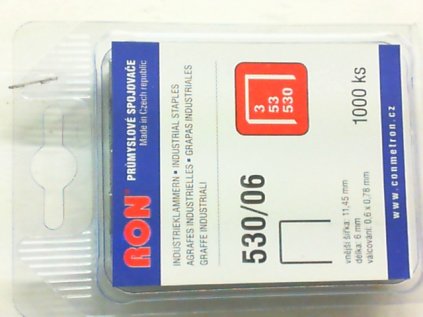 RON®
PRŮMYSLOVÉ SPOJOVAČE
Made in Czech republic
INDUSTRIEKLAMMERN • INDUSTRIAL STAPLES
AGRAFES INDUSTRIELLES • GRAPAS INDUSTRIALES
GRAFFE INDUSTRIALI
530/06
3
53
530
vnější šířka: 11,45 mm
délka: 6 mm
válcování: 0,6 x 0,76 mm
1000 ks
www.conmetron.cz